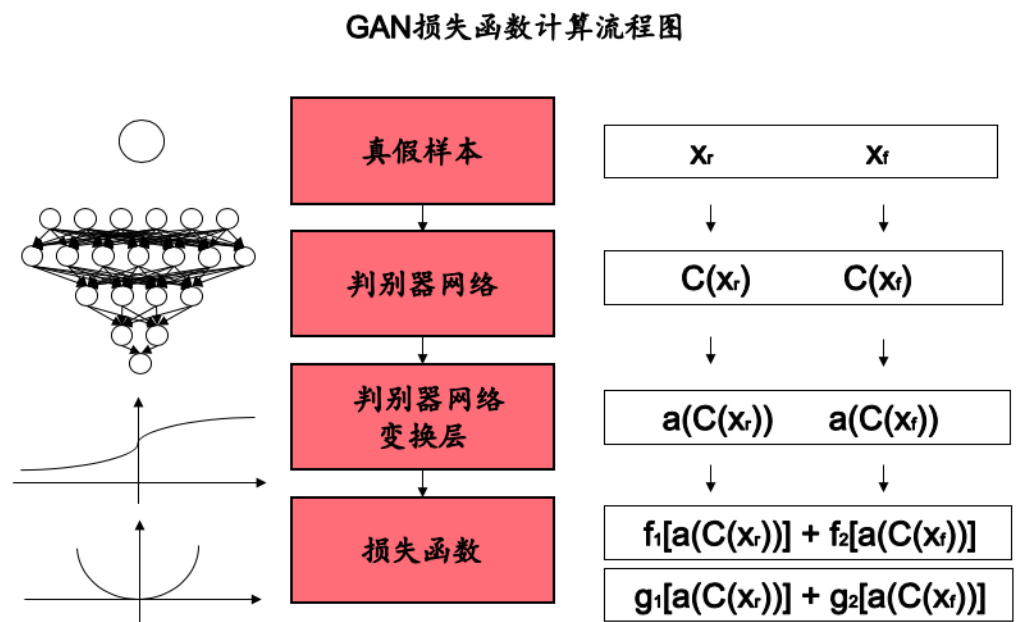 GAN损失函数计算流程图
真假样本
xr xf
判别器网络
C(xr) C(xf)
判别器网络
变换层
a(C(xr)) a(C(xf))
损失函数
f1[a(C(xr))] + f2[a(C(xf))]
g1[a(C(xr))] + g2[a(C(xf))]